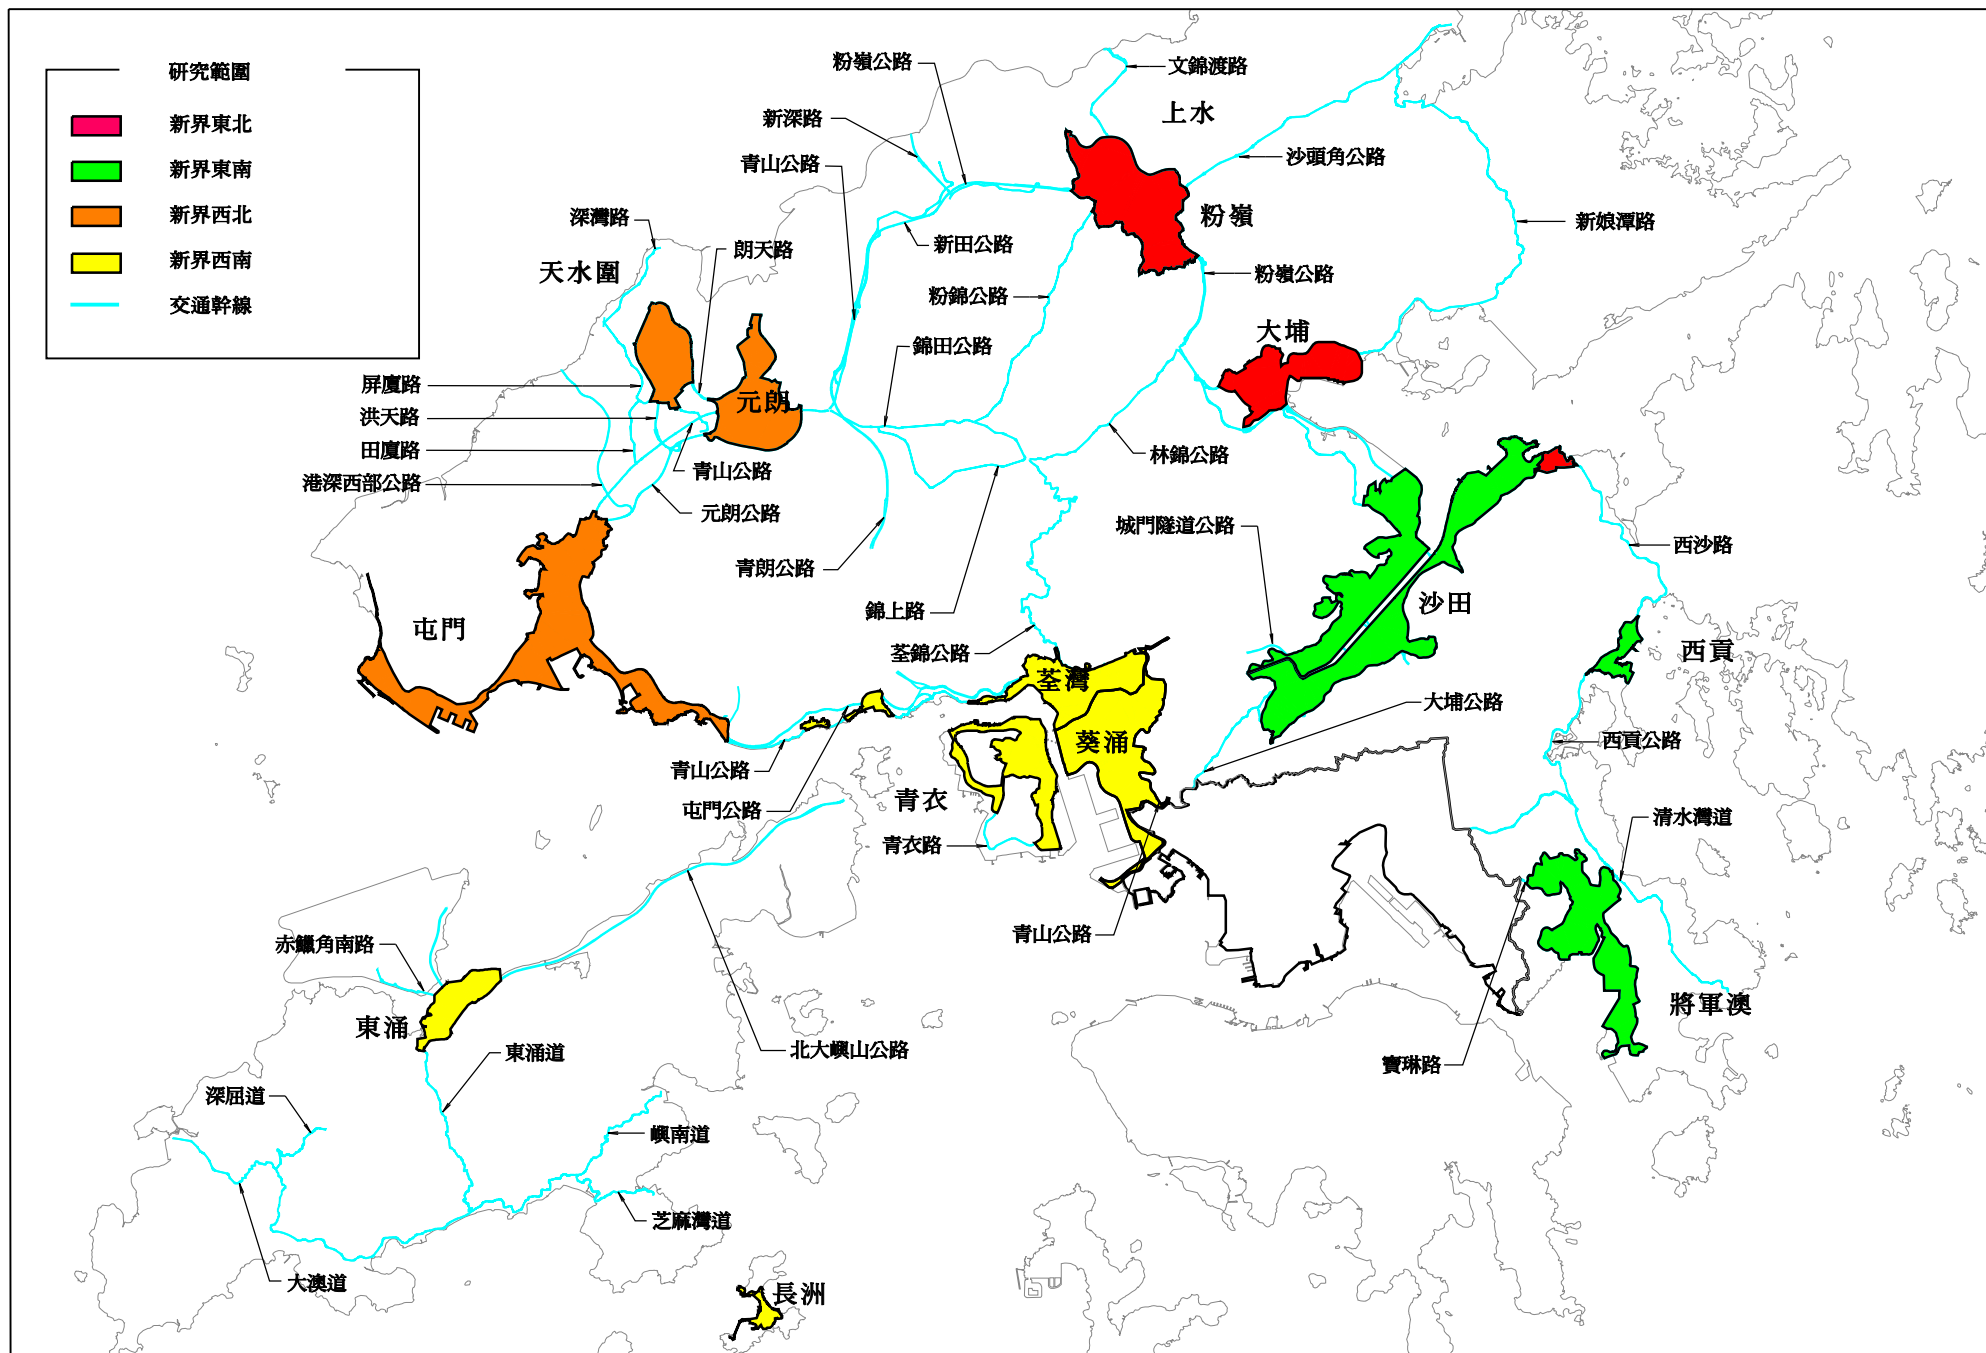 研究範圍
新界東北
新界東南
新界西北
新界西南
交通幹線
粉嶺公路
文錦渡路
上水
新深路
青山公路
沙頭角公路
深灣路
粉嶺
新娘潭路
朗天路
新田公路
天水圍
粉嶺公路
粉錦公路
大埔
錦田公路
屏廈路
元朗
洪天路
田廈路
青山公路
林錦公路
港深西部公路
元朗公路
城門隧道公路
西沙路
青朗公路
沙田
錦上路
屯門
荃錦公路
西貢
荃灣
大埔公路
葵涌
西貢公路
青山公路
青衣
屯門公路
清水灣道
青衣路
青山公路
赤鱲角南路
將軍澳
東涌
東涌道
北大嶼山公路
寶琳路
深屈道
嶼南道
芝麻灣道
大澳道
長洲